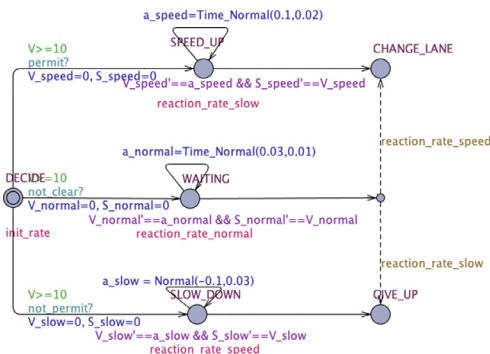 a_speed=Time_Normal(0.1,0.02)
SPEED_UP
V>=10
permit?
V_speed=0, S_speed=0
V_speed'==a_speed && S_speed'==V_speed
reaction_rate_slow
CHANGE_LANE
reaction_rate_speed
a_normal=Time_Normal(0.03,0.01)
WAITING
DECIDE
V>=10
not_clear?
V_normal=0, S_normal=0
V_normal'==a_normal && S_normal'==V_normal
init_rate
reaction_rate_normal
reaction_rate_slow
a_slow = Normal(-0.1,0.03)
SLOW_DOWN
GIVE_UP
V>=10
not_permit?
V_slow=0, S_slow=0
V_slow'==a_slow && S_slow'==V_slow
reaction_rate_speed